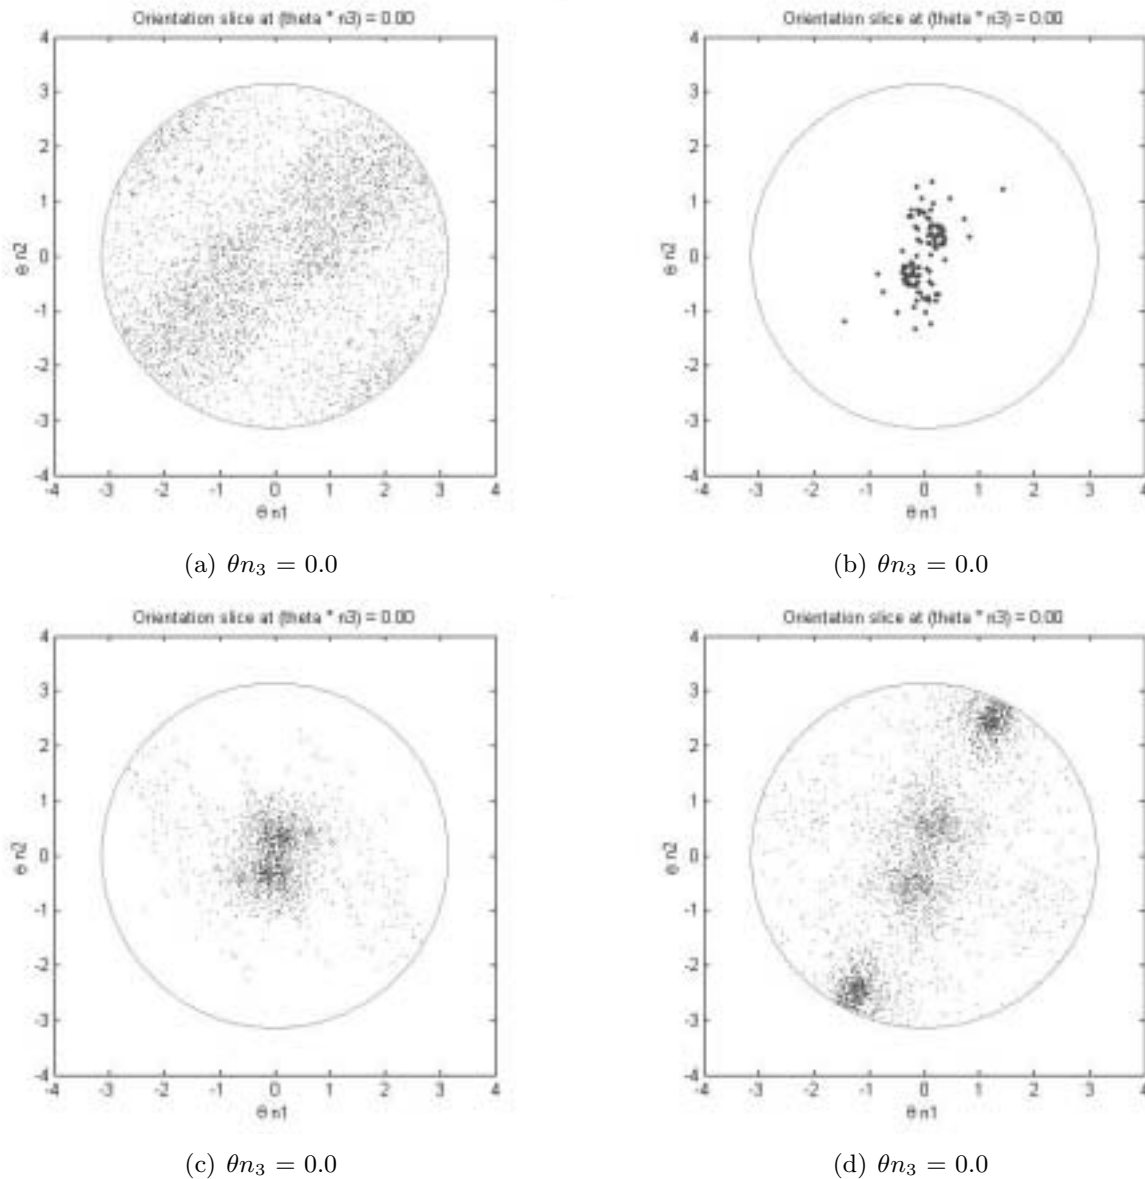 Orientation slice at (theta * n3) = 0.00
Orientation slice at (theta * n3) = 0.00
4
3
2
1
0
-1
-2
-3
-4
θ n2
-4 -3 -2 -1 0 1 2 3 4
θ n1
4
3
2
1
0
-1
-2
-3
-4
θ n2
-4 -3 -2 -1 0 1 2 3 4
θ n1
(a) θn₃ = 0.0
(b) θn₃ = 0.0
Orientation slice at (theta * n3) = 0.00
Orientation slice at (theta * n3) = 0.00
4
3
2
1
0
-1
-2
-3
-4
θ n2
-4 -3 -2 -1 0 1 2 3 4
θ n1
4
3
2
1
0
-1
-2
-3
-4
θ n2
-4 -3 -2 -1 0 1 2 3 4
θ n1
(c) θn₃ = 0.0
(d) θn₃ = 0.0